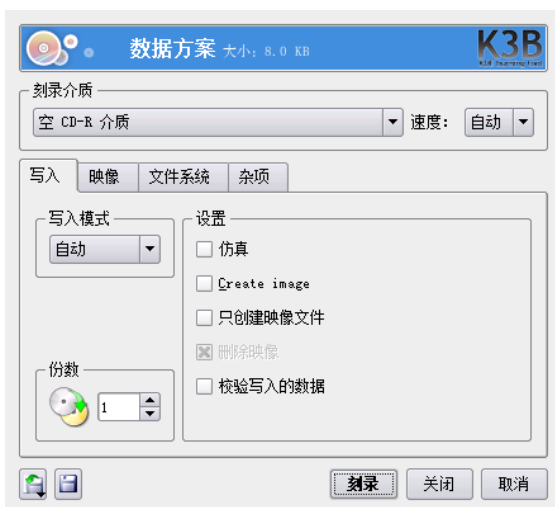 数据方案 大小: 8.0 KB
K3B
刻录介质
空 CD-R 介质
速度:
自动
写入
映像
文件系统
杂项
写入模式
自动
设置
仿真
Create image
只创建映像文件
删除映像
校验写入的数据
份数
1
刻录
关闭
取消